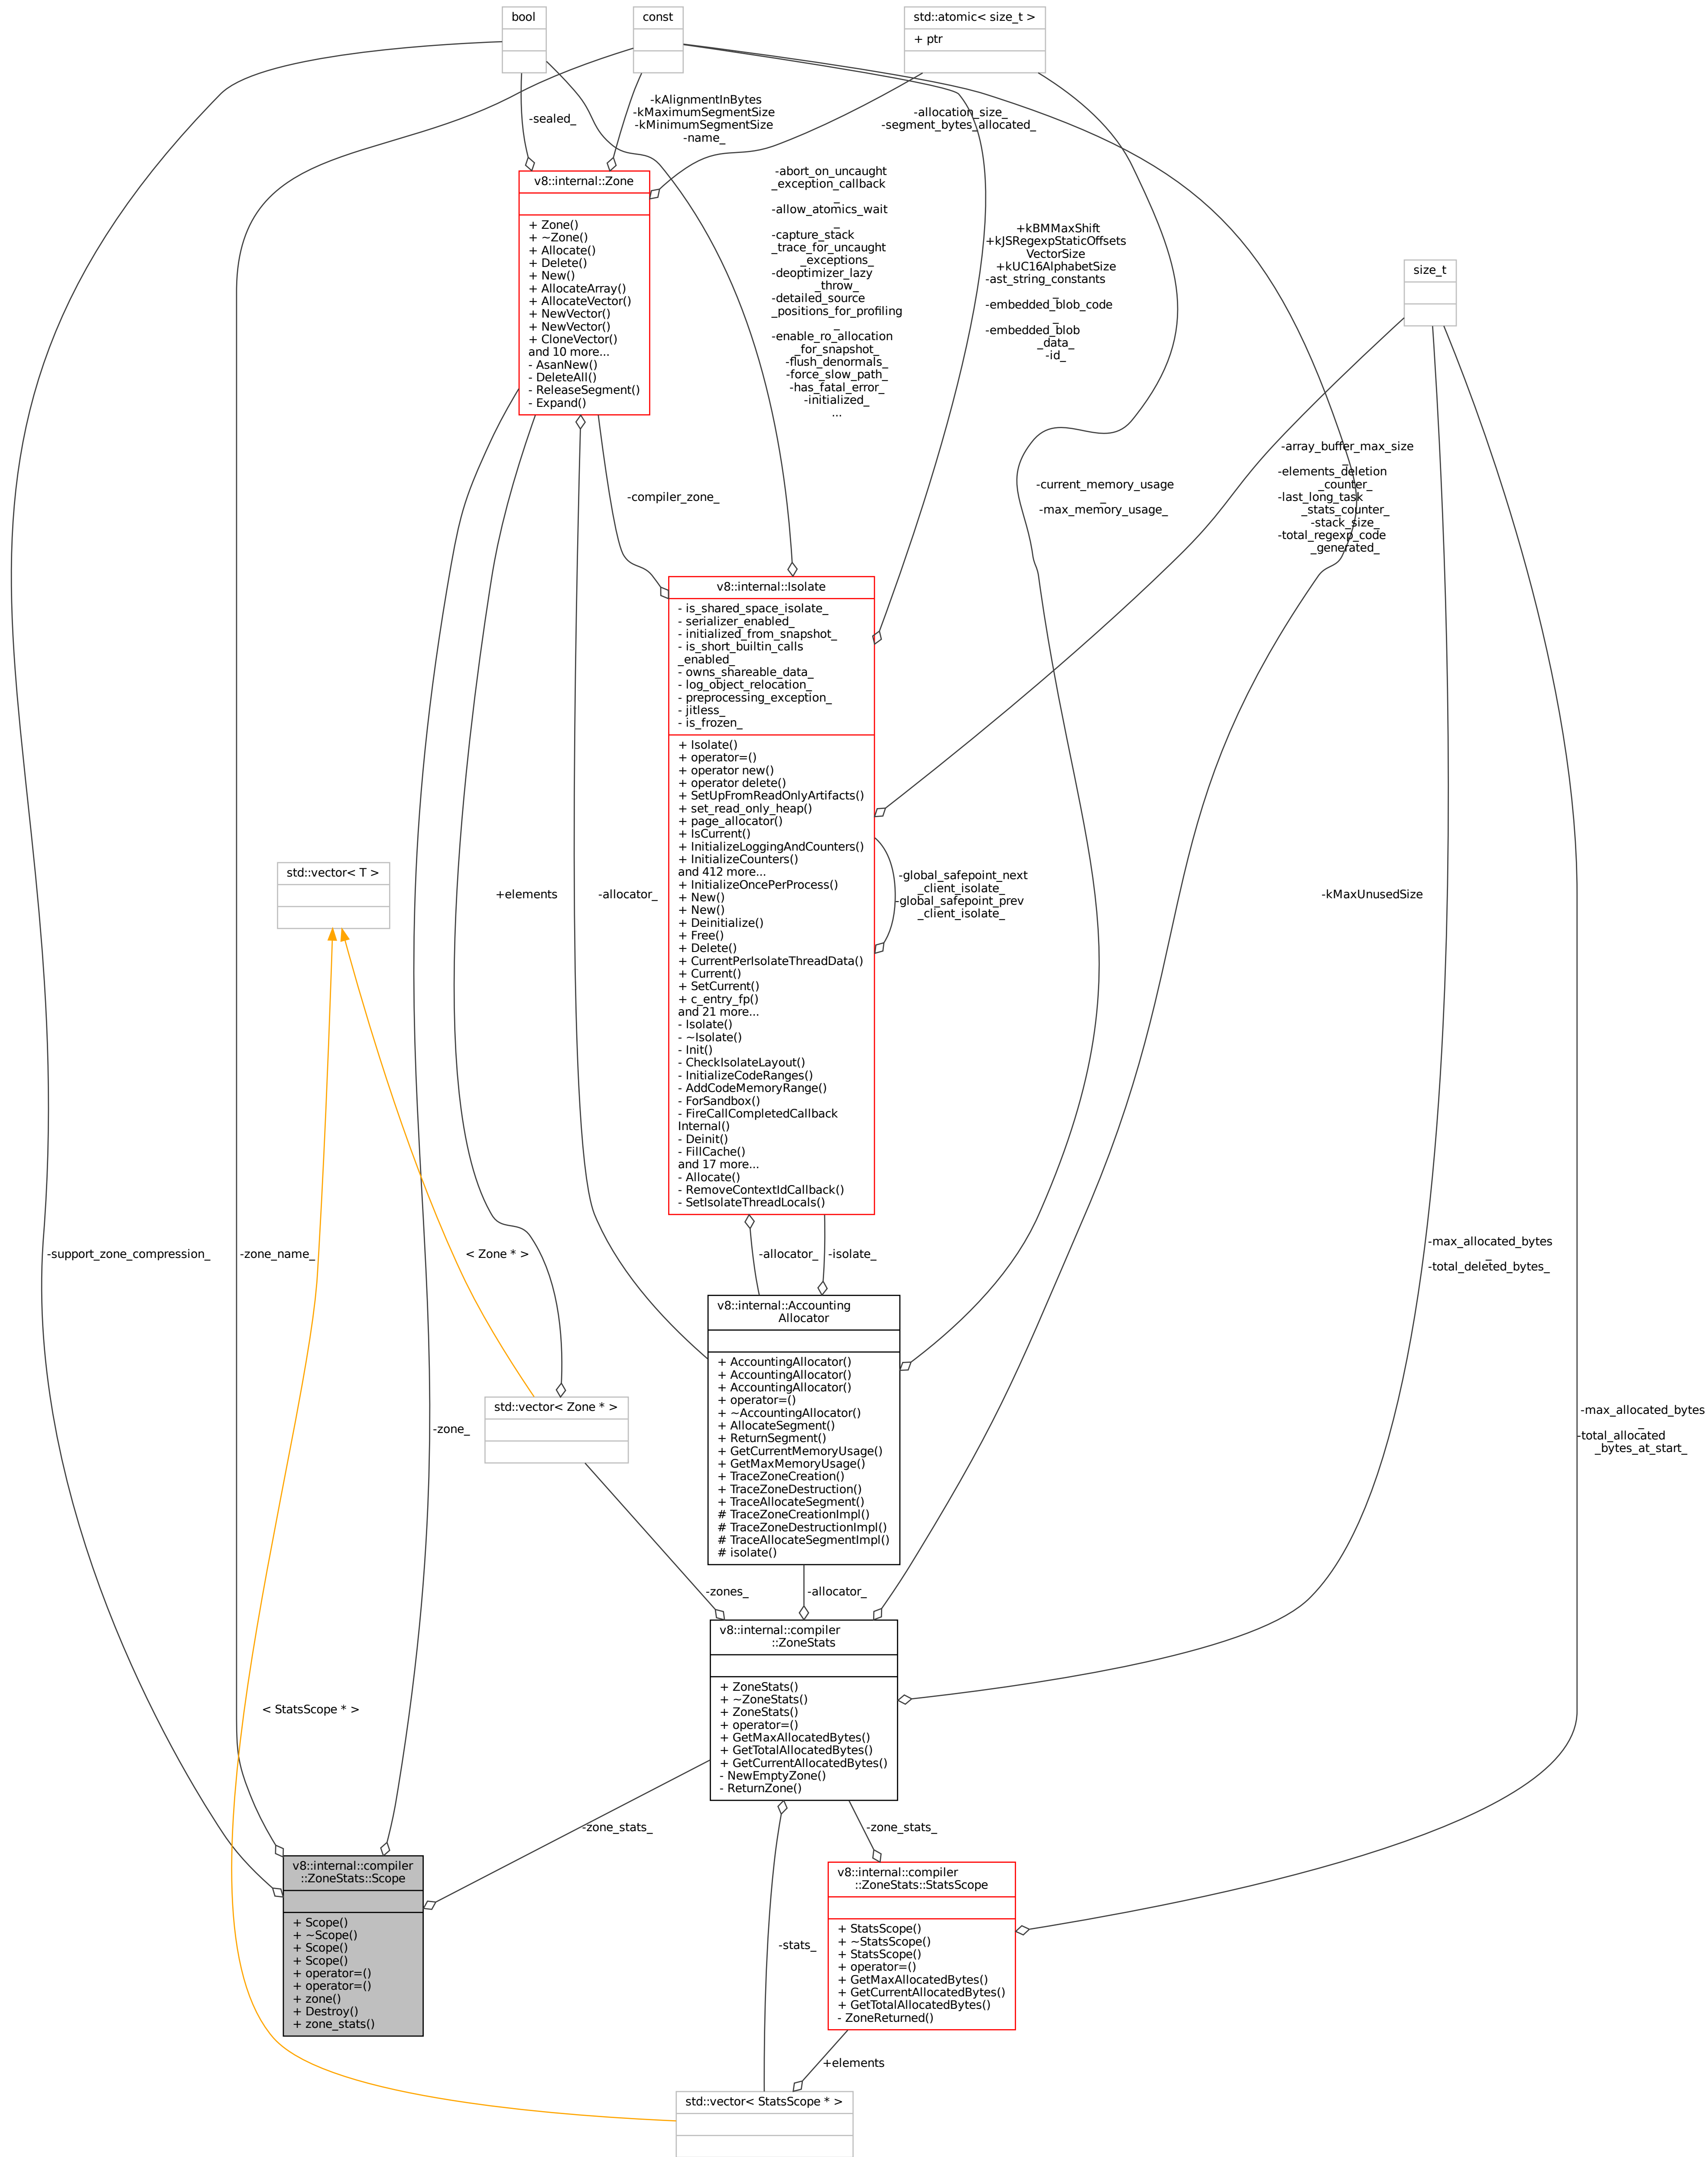 bool
const
std::atomic< size_t >
+ ptr
-sealed_
-kAlignmentInBytes
-kMaximumSegmentSize
-kMinimumSegmentSize
-name_
-allocation_size_
-segment_bytes_allocated_
v8::internal::Zone
+ Zone()
+ ~Zone()
+ Allocate()
+ Delete()
+ New()
+ AllocateArray()
+ AllocateVector()
+ NewVector()
+ NewVector()
+ CloneVector()
and 10 more...
- AsanNew()
- DeleteAll()
- ReleaseSegment()
- Expand()
-abort_on_uncaught
_exception_callback
_
-allow_atomics_wait
_
-capture_stack
_trace_for_uncaught
_exceptions_
-deoptimizer_lazy
_throw_
-detailed_source
_positions_for_profiling
_
-enable_ro_allocation
_for_snapshot_
-flush_denormals_
-force_slow_path_
-has_fatal_error_
-initialized_
...
+kBMMaxShift
+kJSRegexpStaticOffsets
VectorSize
+kUC16AlphabetSize
-ast_string_constants
_
-embedded_blob_code
_
-embedded_blob
_data_
-id_
size_t
-array_buffer_max_size
_
-elements_deletion
_counter_
-last_long_task
_stats_counter_
-stack_size_
-total_regexp_code
_generated_
-compiler_zone_
-current_memory_usage
_
-max_memory_usage_
v8::internal::Isolate
- is_shared_space_isolate_
- serializer_enabled_
- initialized_from_snapshot_
- is_short_builtin_calls
_enabled_
- owns_shareable_data_
- log_object_relocation_
- preprocessing_exception_
- jitless_
- is_frozen_
+ Isolate()
+ operator=()
+ operator new()
+ operator delete()
+ SetUpFromReadOnlyArtifacts()
+ set_read_only_heap()
+ page_allocator()
+ IsCurrent()
+ InitializeLoggingAndCounters()
+ InitializeCounters()
and 412 more...
+ InitializeOncePerProcess()
+ New()
+ New()
+ Deinitialize()
+ Free()
+ Delete()
+ CurrentPerIsolateThreadData()
+ Current()
+ SetCurrent()
+ c_entry_fp()
and 21 more...
- Isolate()
- ~Isolate()
- Init()
- CheckIsolateLayout()
- InitializeCodeRanges()
- AddCodeMemoryRange()
- ForSandbox()
- FireCallCompletedCallback
Internal()
- Deinit()
- FillCache()
and 17 more...
- Allocate()
- RemoveContextIdCallback()
- SetIsolateThreadLocals()
std::vector< T >
+elements
-allocator_
-global_safepoint_next
_client_isolate_
-global_safepoint_prev
_client_isolate_
-kMaxUnusedSize
-support_zone_compression_
-zone_name_
< Zone * >
-allocator_
-isolate_
-max_allocated_bytes
_
-total_deleted_bytes_
v8::internal::Accounting
Allocator
+ AccountingAllocator()
+ AccountingAllocator()
+ AccountingAllocator()
+ operator=()
+ ~AccountingAllocator()
+ AllocateSegment()
+ ReturnSegment()
+ GetCurrentMemoryUsage()
+ GetMaxMemoryUsage()
+ TraceZoneCreation()
+ TraceZoneDestruction()
+ TraceAllocateSegment()
# TraceZoneCreationImpl()
# TraceZoneDestructionImpl()
# TraceAllocateSegmentImpl()
# isolate()
-zone_
std::vector< Zone * >
-max_allocated_bytes
_
-total_allocated
_bytes_at_start_
-zones_
-allocator_
v8::internal::compiler
::ZoneStats
+ ZoneStats()
+ ~ZoneStats()
+ ZoneStats()
+ operator=()
+ GetMaxAllocatedBytes()
+ GetTotalAllocatedBytes()
+ GetCurrentAllocatedBytes()
- NewEmptyZone()
- ReturnZone()
< StatsScope * >
-zone_stats_
-zone_stats_
v8::internal::compiler
::ZoneStats::Scope
+ Scope()
+ ~Scope()
+ Scope()
+ Scope()
+ operator=()
+ operator=()
+ zone()
+ Destroy()
+ zone_stats()
-stats_
v8::internal::compiler
::ZoneStats::StatsScope
+ StatsScope()
+ ~StatsScope()
+ StatsScope()
+ operator=()
+ GetMaxAllocatedBytes()
+ GetCurrentAllocatedBytes()
+ GetTotalAllocatedBytes()
- ZoneReturned()
+elements
std::vector< StatsScope * >